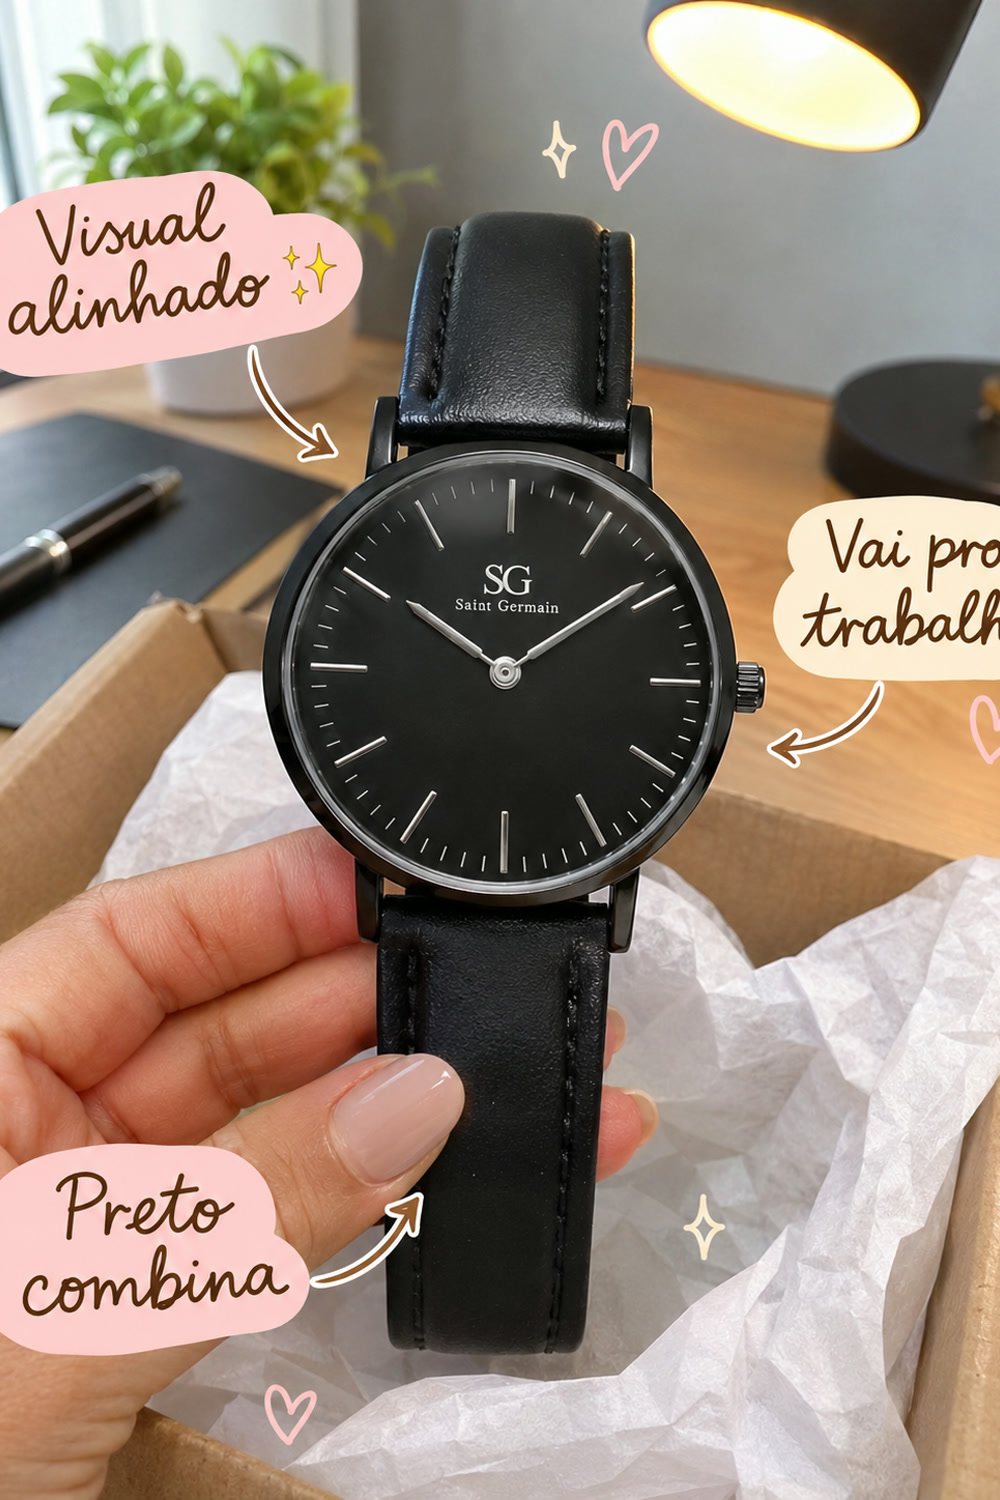 Visual
alinhado
SG
Saint Germain
Vai pro
trabalh
Preto
combina